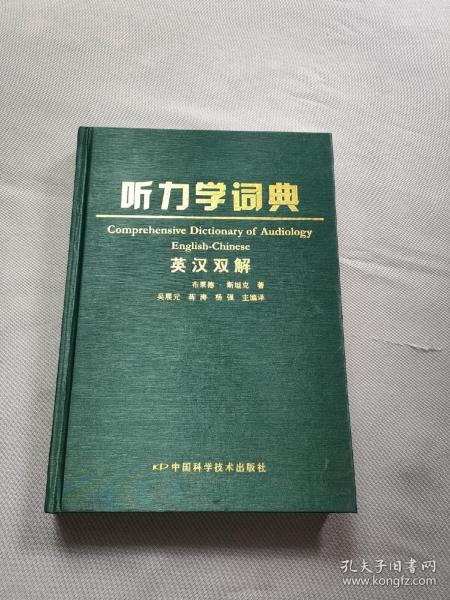 听力学词典
Comprehensive Dictionary of Audiology
English-Chinese
英汉双解
布莱德 斯坦克 著
吴展元 蒋涛 杨强 主编译
KP 中国科学技术出版社
孔夫子旧书网
www.kongfz.com